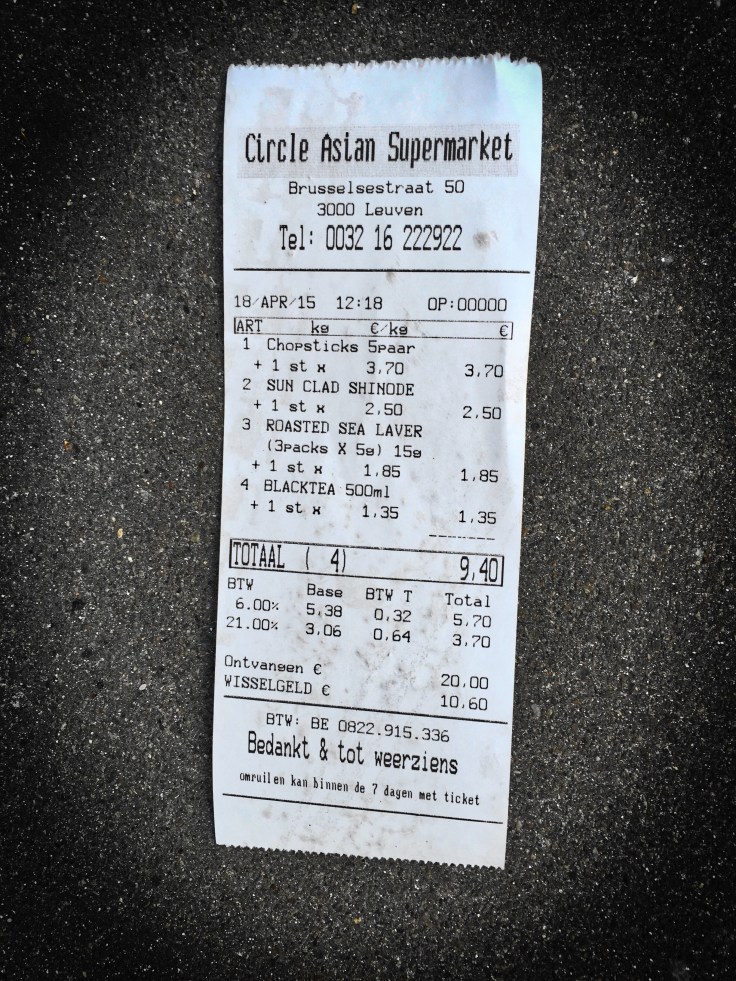 Circle Asian Supermarket
Brusselsestraat 50
3000 Leuven
Tel: 0032 16 222922
18/APR/15 12:18 OP:00000
ART kg €/kg €
1 Chopsticks 5paar
+ 1 st x 3,70 3,70
2 SUN CLAD SHINODE
+ 1 st x 2,50 2,50
3 ROASTED SEA LAVER
(3packs X 5g) 15g
+ 1 st x 1,85 1,85
4 BLACKTEA 500ml
+ 1 st x 1,35 1,35
--------
TOTAAL ( 4) 9,40
BTW Base BTW T Total
6.00% 5,38 0,32 5,70
21.00% 3,06 0,64 3,70
Ontvangen € 20,00
WISSELGELD € 10,60
BTW: BE 0822.915.336
Bedankt & tot weerziens
omruilen kan binnen de 7 dagen met ticket